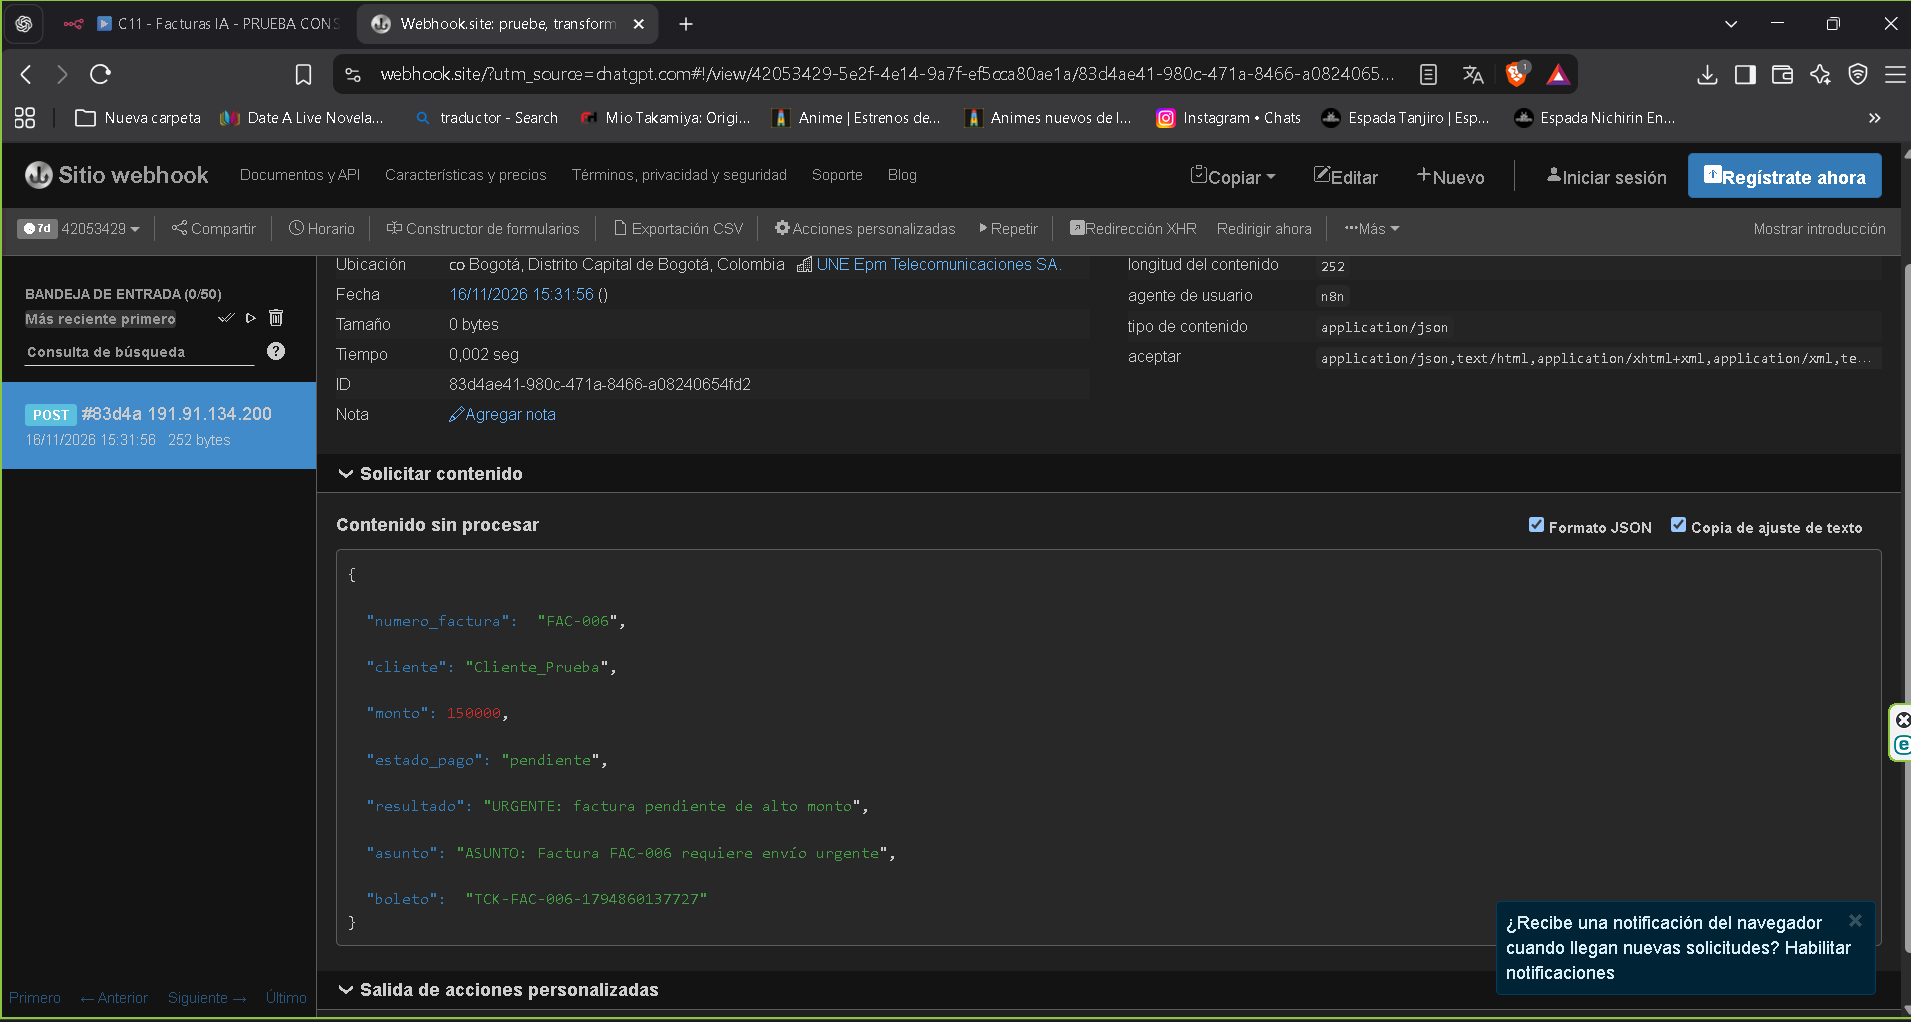 C11 - Facturas IA - PRUEBA CONS
Webhook.site: pruebe, transform
webhook.site/?utm_source=chatgpt.com#!/view/42053429-5e2f-4e14-9a7f-ef5cca80ae1a/83d4ae41-980c-471a-8466-a0824065...
1
Nueva carpeta
Date A Live Novela...
traductor - Search
Mio Takamiya: Origi...
Anime | Estrenos de...
Animes nuevos de l...
Instagram • Chats
Espada Tanjiro | Esp...
Espada Nichirin En...
»
Sitio webhook
Documentos y API
Características y precios
Términos, privacidad y seguridad
Soporte
Blog
Copiar
Editar
+Nuevo
Iniciar sesión
Regístrate ahora
7d 42053429
Compartir
Horario
Constructor de formularios
Exportación CSV
Acciones personalizadas
Repetir
Redirección XHR
Redirigir ahora
···Más
Mostrar introducción
BANDEJA DE ENTRADA (0/50)
Más reciente primero
Consulta de búsqueda
?
POST #83d4a 191.91.134.200
16/11/2026 15:31:56 252 bytes
Primero ← Anterior Siguiente → Último
Ubicación co Bogotá, Distrito Capital de Bogotá, Colombia UNE Epm Telecomunicaciones SA.
Fecha 16/11/2026 15:31:56 ()
Tamaño 0 bytes
Tiempo 0,002 seg
ID 83d4ae41-980c-471a-8466-a08240654fd2
Nota Agregar nota
longitud del contenido 252
agente de usuario n8n
tipo de contenido application/json
aceptar application/json,text/html,application/xhtml+xml,application/xml,te...
Solicitar contenido
Contenido sin procesar
Formato JSON
Copia de ajuste de texto
{
"numero_factura": "FAC-006",
"cliente": "Cliente_Prueba",
"monto": 150000,
"estado_pago": "pendiente",
"resultado": "URGENTE: factura pendiente de alto monto",
"asunto": "ASUNTO: Factura FAC-006 requiere envío urgente",
"boleto": "TCK-FAC-006-1794860137727"
}
¿Recibe una notificación del navegador
cuando llegan nuevas solicitudes? Habilitar
notificaciones
Salida de acciones personalizadas